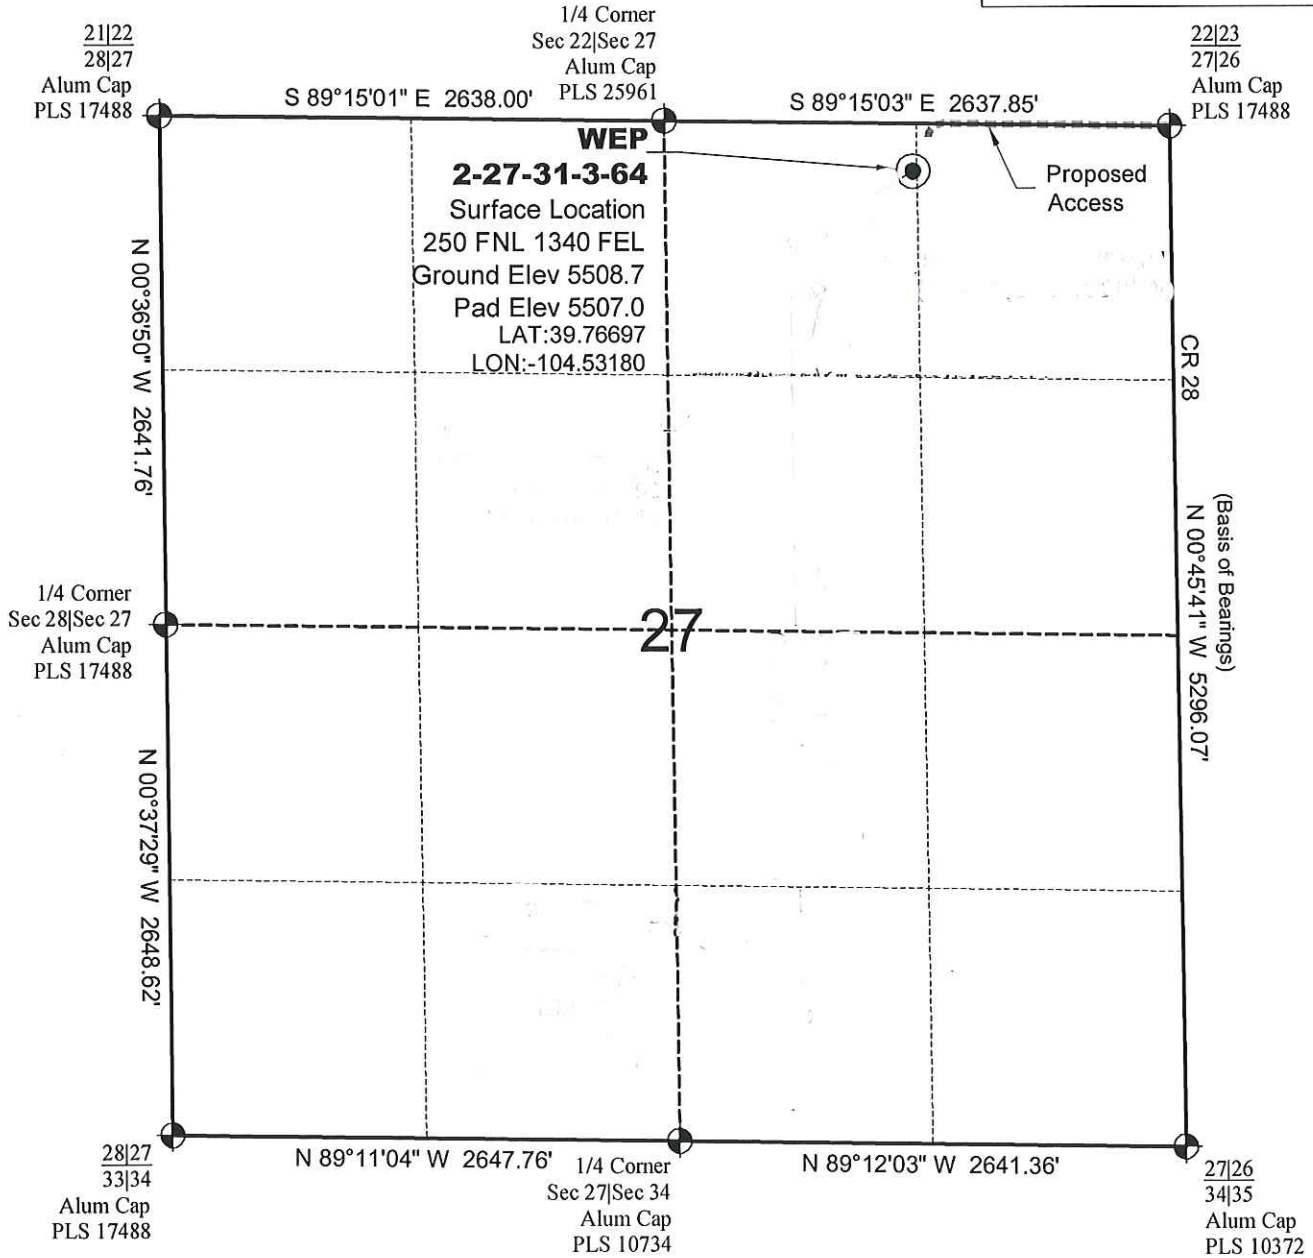 21|22
28|27
Alum Cap
PLS 17488
1/4 Corner
Sec 22|Sec 27
Alum Cap
PLS 25961
22|23
27|26
Alum Cap
PLS 17488
S 89°15'01" E 2638.00'
S 89°15'03" E 2637.85'
WEP
2-27-31-3-64
Surface Location
250 FNL 1340 FEL
Ground Elev 5508.7
Pad Elev 5507.0
LAT:39.76697
LON:-104.53180
Proposed
Access
N 00°36'50" W 2641.76'
CR 28
(Basis of Bearings)
N 00°45'41" W 5296.07'
1/4 Corner
Sec 28|Sec 27
Alum Cap
PLS 17488
27
N 00°37'29" W 2648.62'
28|27
33|34
Alum Cap
PLS 17488
N 89°11'04" W 2647.76'
1/4 Corner
Sec 27|Sec 34
Alum Cap
PLS 10734
N 89°12'03" W 2641.36'
27|26
34|35
Alum Cap
PLS 10372